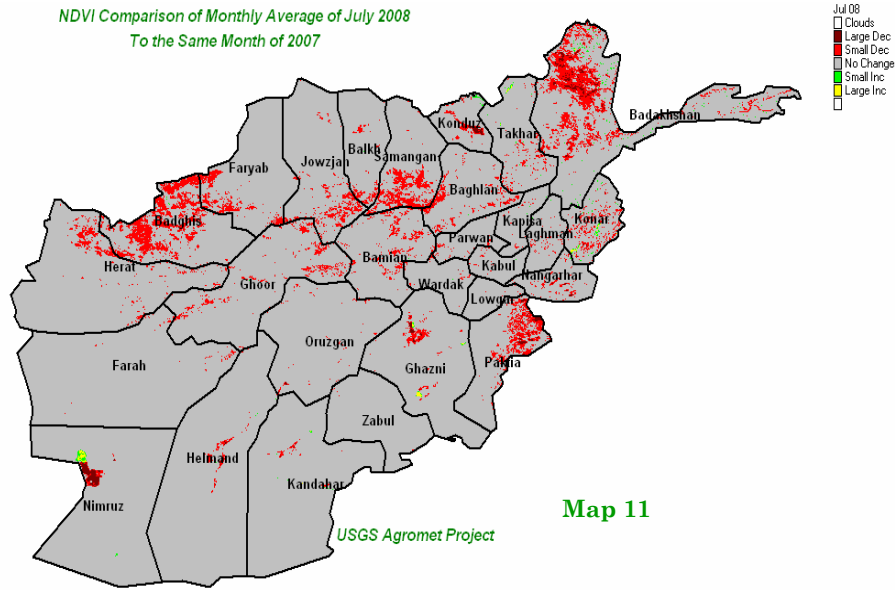 NDVI Comparison of Monthly Average of July 2008
To the Same Month of 2007
Jul 08
Clouds
Large Dec
Small Dec
No Change
Small Inc
Large Inc
Badakhshan
Konduz
Takhar
Balkh
Faryab
Jowzjan
Samangan
Baghlan
Badghis
Kapisa
Konar
Laghman
Parwan
Herat
Bamian
Kabul
Nangarhar
Ghoor
Wardak
Lowgar
Oruzgan
Farah
Ghazni
Paktia
Zabul
Helmand
Kandahar
Nimruz
Map 11
USGS Agromet Project